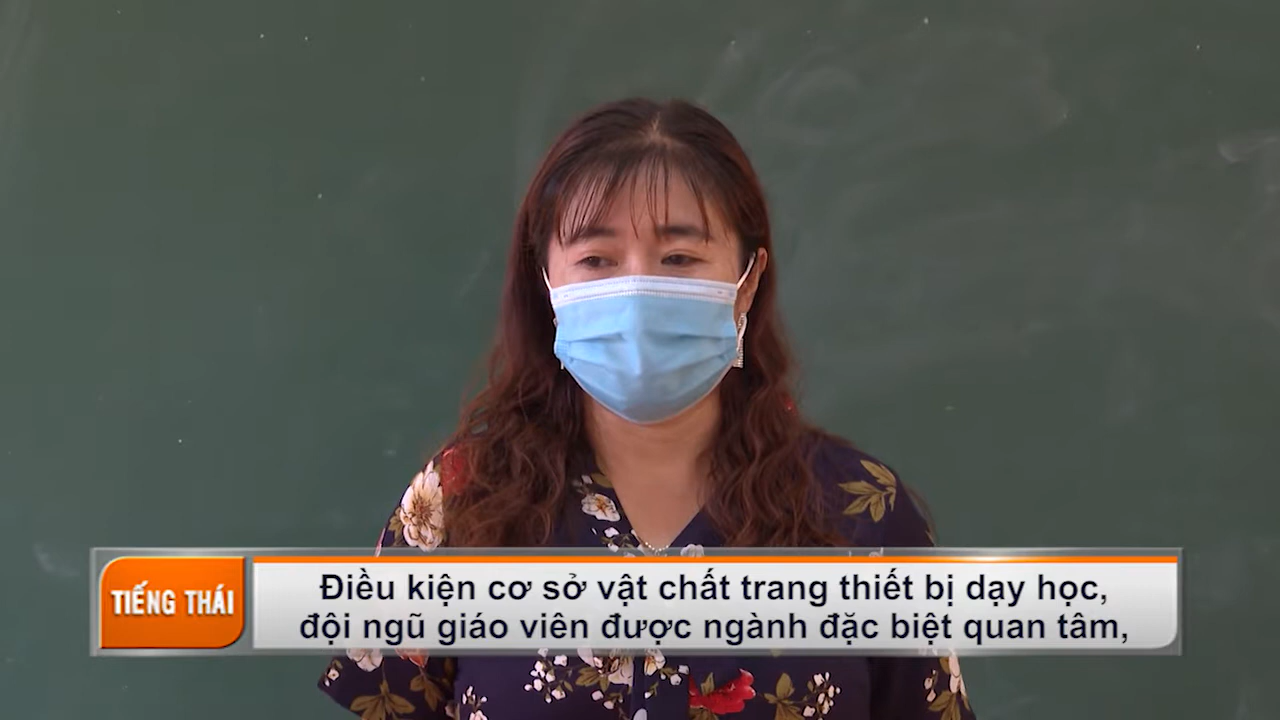 TIẾNG THÁI
Điều kiện cơ sở vật chất trang thiết bị dạy học,
đội ngũ giáo viên được ngành đặc biệt quan tâm,